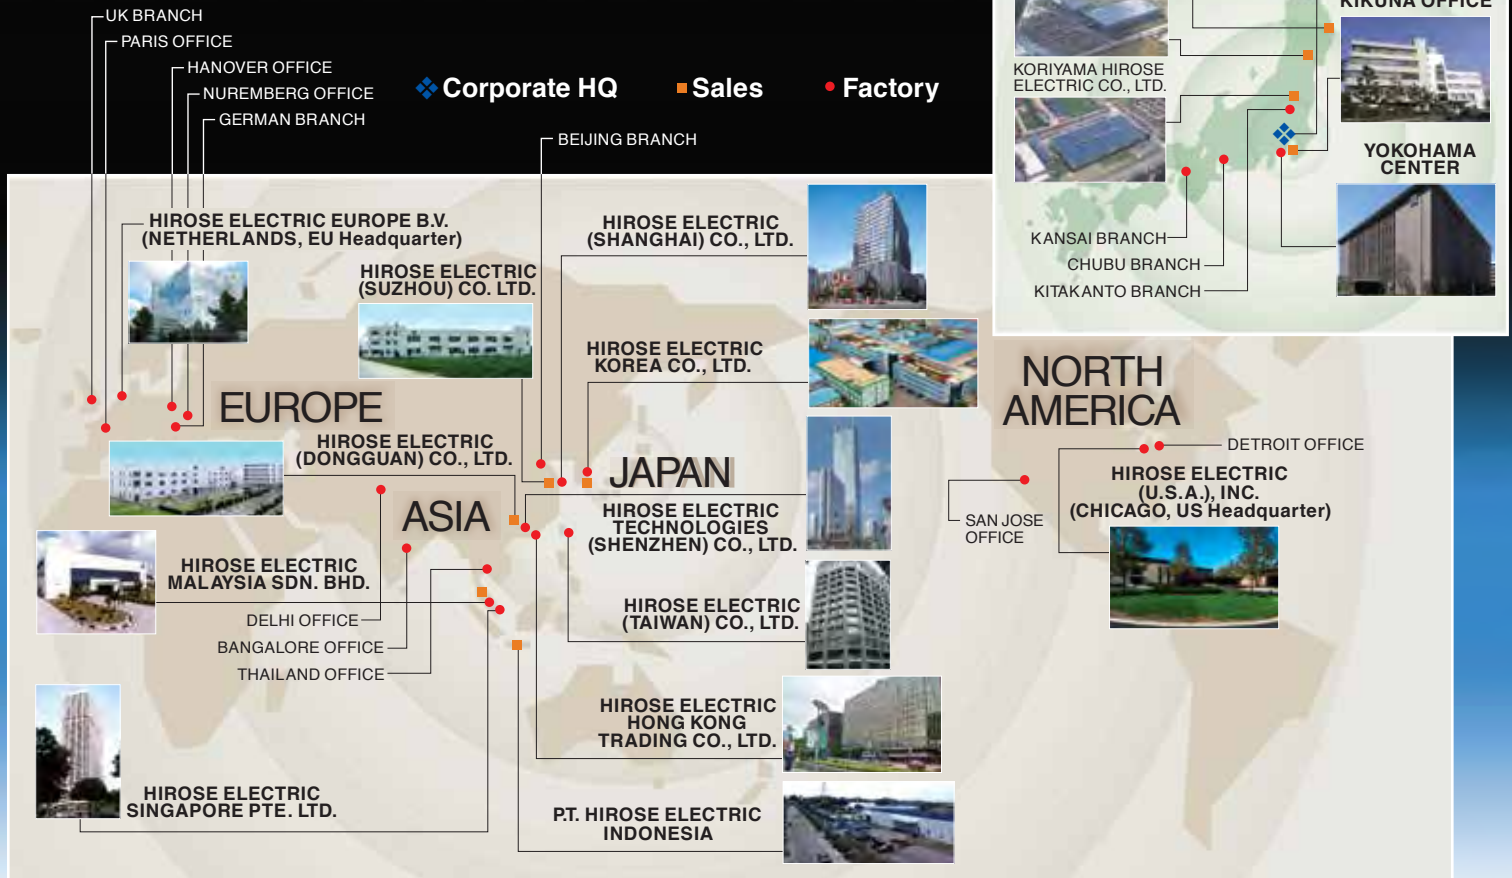 UK BRANCH
PARIS OFFICE
HANOVER OFFICE
NUREMBERG OFFICE
GERMAN BRANCH
Corporate HQ
Sales
Factory
BEIJING BRANCH
KIKUNA OFFICE
KORIYAMA HIROSE
ELECTRIC CO., LTD.
YOKOHAMA
CENTER
KANSAI BRANCH
CHUBU BRANCH
KITAKANTO BRANCH
HIROSE ELECTRIC EUROPE B.V.
(NETHERLANDS, EU Headquarter)
HIROSE ELECTRIC
(SUZHOU) CO. LTD.
HIROSE ELECTRIC
(SHANGHAI) CO., LTD.
HIROSE ELECTRIC
KOREA CO., LTD.
EUROPE
HIROSE ELECTRIC
(DONGGUAN) CO., LTD.
ASIA
JAPAN
HIROSE ELECTRIC
TECHNOLOGIES
(SHENZHEN) CO., LTD.
NORTH
AMERICA
DETROIT OFFICE
HIROSE ELECTRIC
(U.S.A.), INC.
(CHICAGO, US Headquarter)
SAN JOSE
OFFICE
HIROSE ELECTRIC
MALAYSIA SDN. BHD.
DELHI OFFICE
BANGALORE OFFICE
THAILAND OFFICE
HIROSE ELECTRIC
(TAIWAN) CO., LTD.
HIROSE ELECTRIC
HONG KONG
TRADING CO., LTD.
HIROSE ELECTRIC
SINGAPORE PTE. LTD.
P.T. HIROSE ELECTRIC
INDONESIA